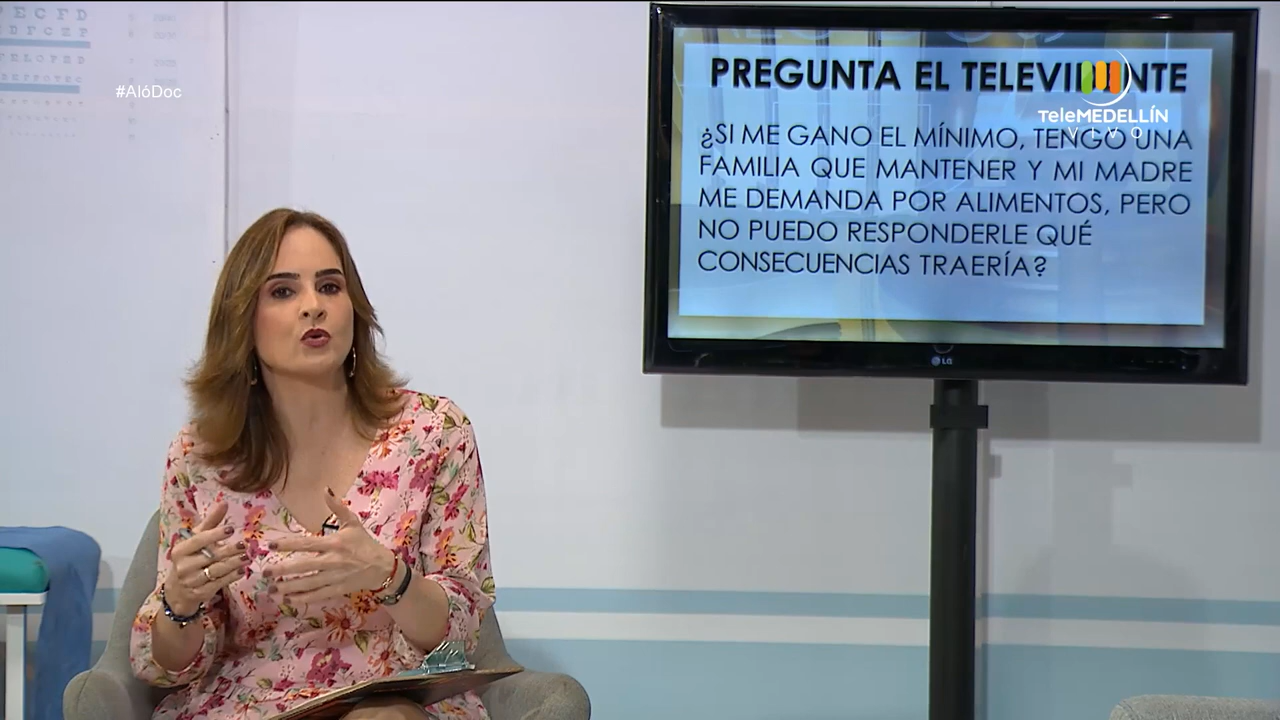 ECFD
#AlóDoc
PREGUNTA EL TELEVIDENTE
TeleMEDELLÍN
VIVO
¿SI ME GANO EL MÍNIMO, TENGO UNA
FAMILIA QUE MANTENER Y MI MADRE
ME DEMANDA POR ALIMENTOS, PERO
NO PUEDO RESPONDERLE QUÉ
CONSECUENCIAS TRAERÍA?
LG